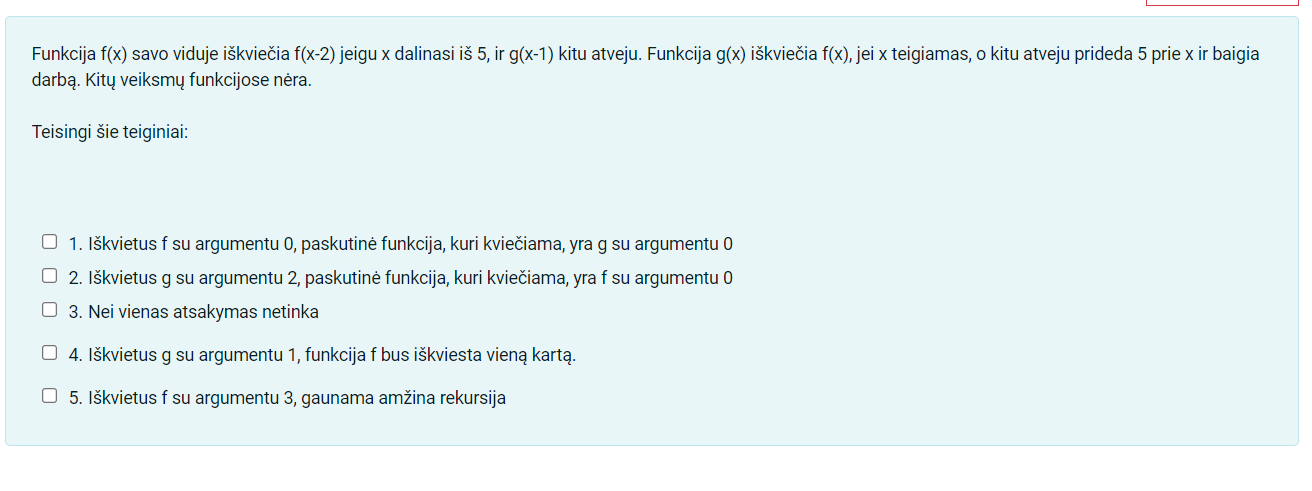 Funkcija f(x) savo viduje iškviečia f(x-2) jeigu x dalinasi iš 5, ir g(x-1) kitu atveju. Funkcija g(x) iškviečia f(x), jei x teigiamas, o kitu atveju prideda 5 prie x ir baigia
darbą. Kitų veiksmų funkcijose nėra.
Teisingi šie teiginiai:
1. Iškvietus f su argumentu 0, paskutinė funkcija, kuri kviečiama, yra g su argumentu 0
2. Iškvietus g su argumentu 2, paskutinė funkcija, kuri kviečiama, yra f su argumentu 0
3. Nei vienas atsakymas netinka
4. Iškvietus g su argumentu 1, funkcija f bus iškviesta vieną kartą.
5. Iškvietus f su argumentu 3, gaunama amžina rekursija